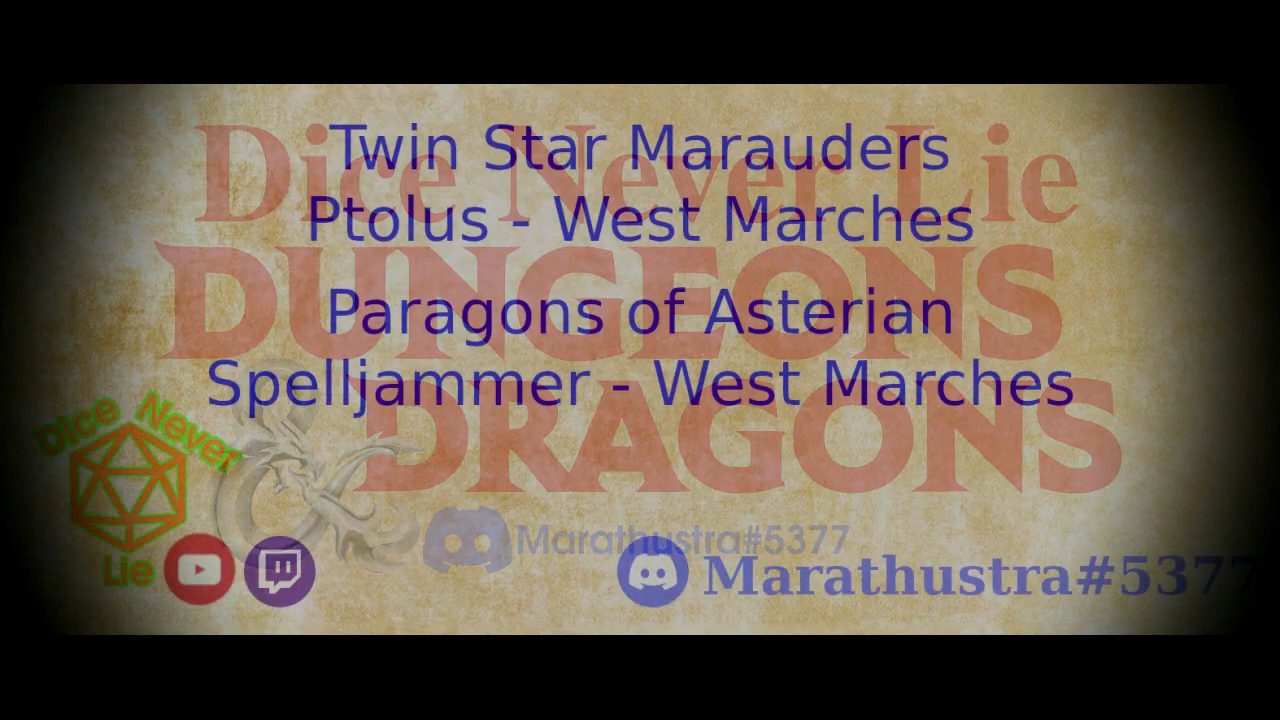 Dice Never Lie
Twin Star Marauders
Ptolus - West Marches
DUNGEONS
Paragons of Asterian
Spelljammer - West Marches
DRAGONS
Dice Never
Lie
Marathustra#5377
Marathustra#5377